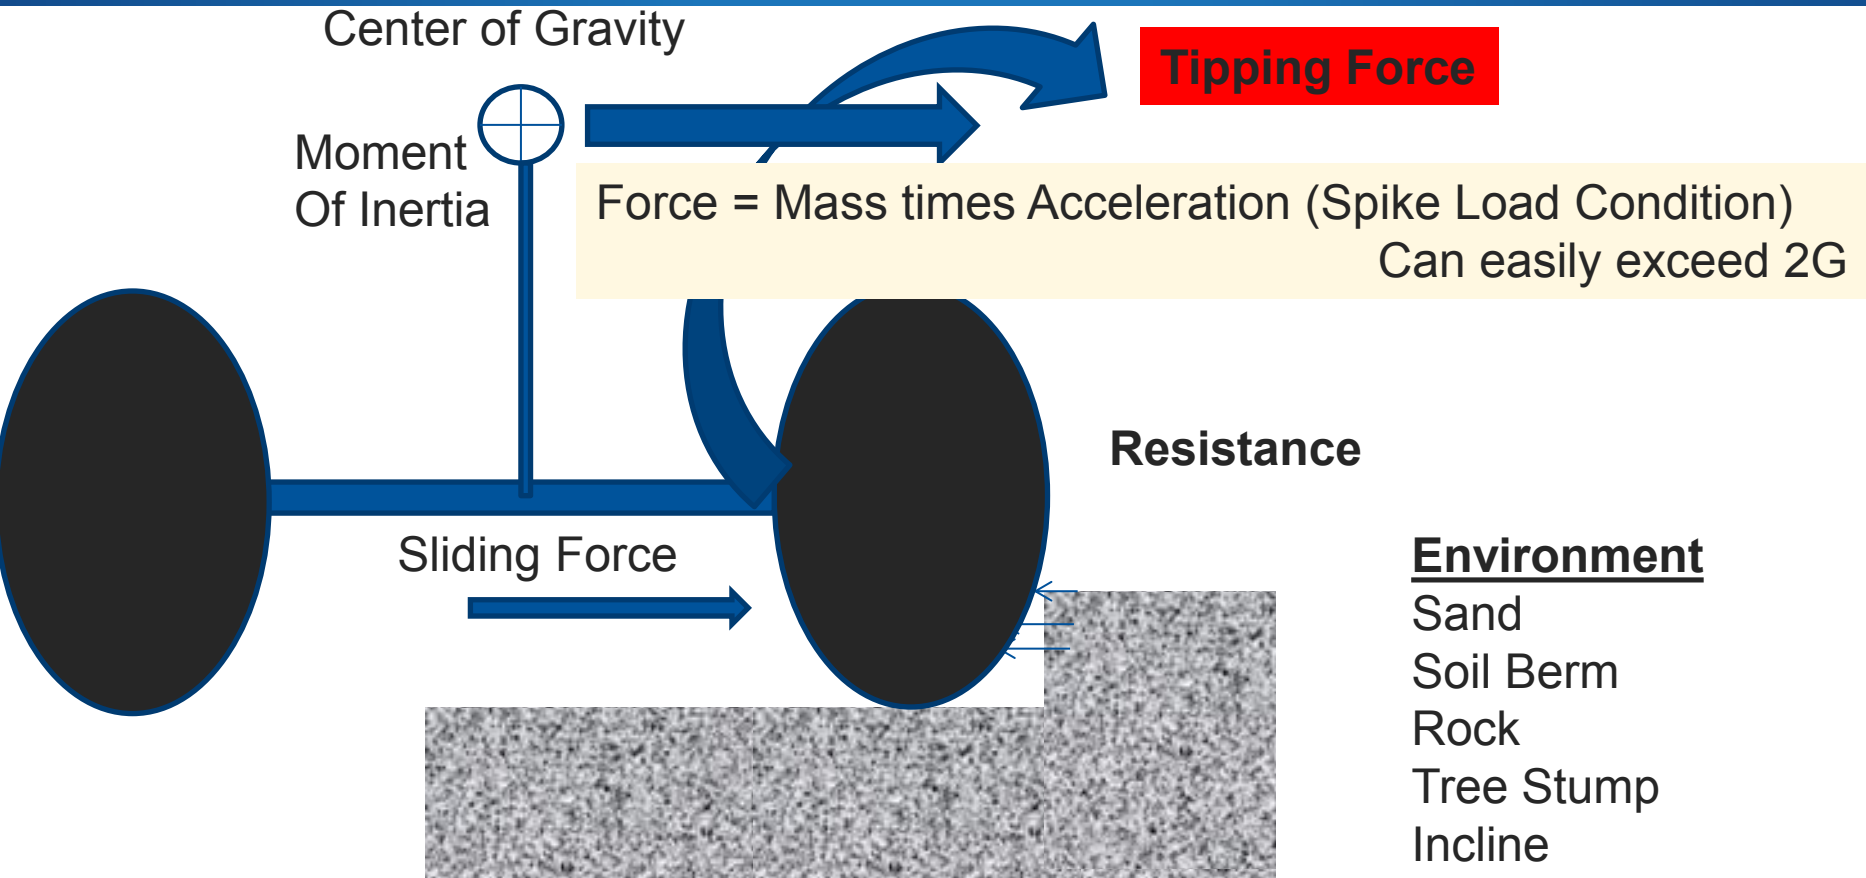 Center of Gravity
Tipping Force
Moment
Of Inertia
Force = Mass times Acceleration (Spike Load Condition)
Can easily exceed 2G
Resistance
Sliding Force
Environment
Sand
Soil Berm
Rock
Tree Stump
Incline